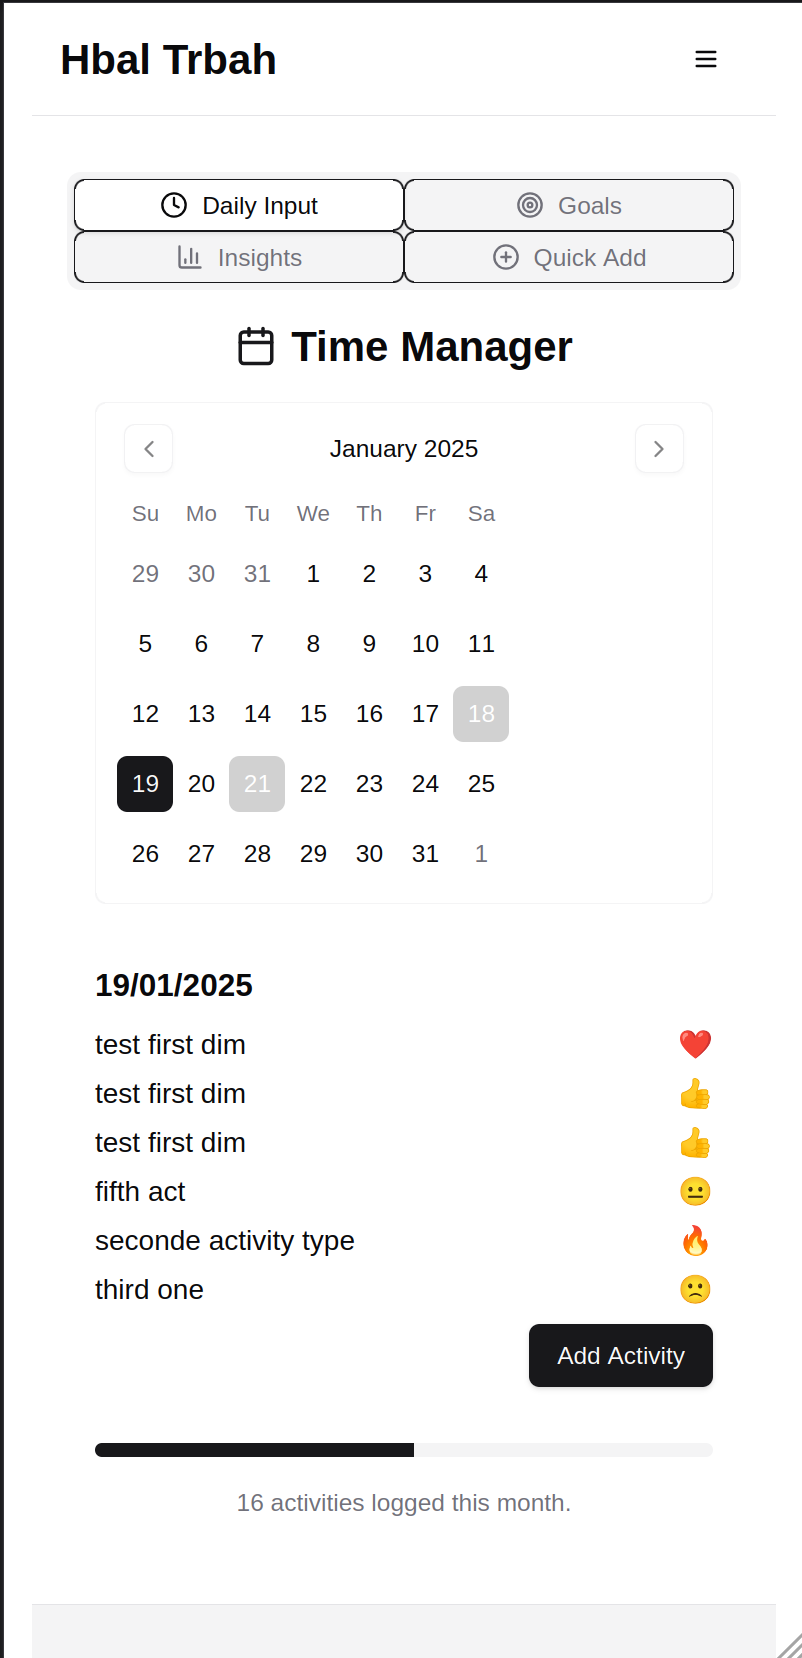 Hbal Trbah
Daily Input
Goals
Insights
Quick Add
Time Manager
January 2025
Su Mo Tu We Th Fr Sa
29 30 31 1 2 3 4
5 6 7 8 9 10 11
12 13 14 15 16 17 18
19 20 21 22 23 24 25
26 27 28 29 30 31 1
19/01/2025
test first dim ❤️
test first dim 👍
test first dim 👍
fifth act 😐
seconde activity type 🔥
third one 🙁
Add Activity
16 activities logged this month.